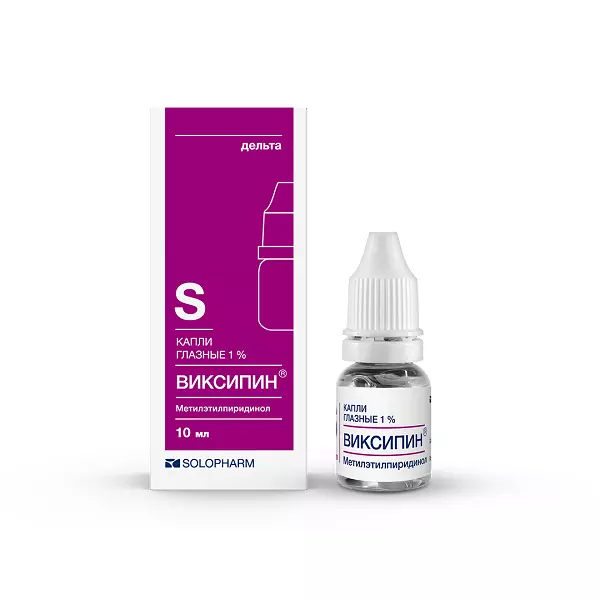 дельта
S
КАПЛИ
ГЛАЗНЫЕ 1 %
ВИКСИПИН®
Метилэтилпиридинол
10 мл
SOLOPHARM
КАПЛИ
ГЛАЗНЫЕ 1 %
ВИКСИПИН®
Метилэтилпиридинол